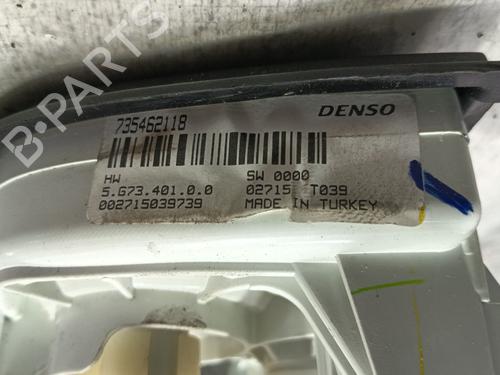 735462118
DENSO
HW SW 0000
5.G73.401.0.0 02715 T039
002715039739 MADE IN TURKEY
B-PARTS